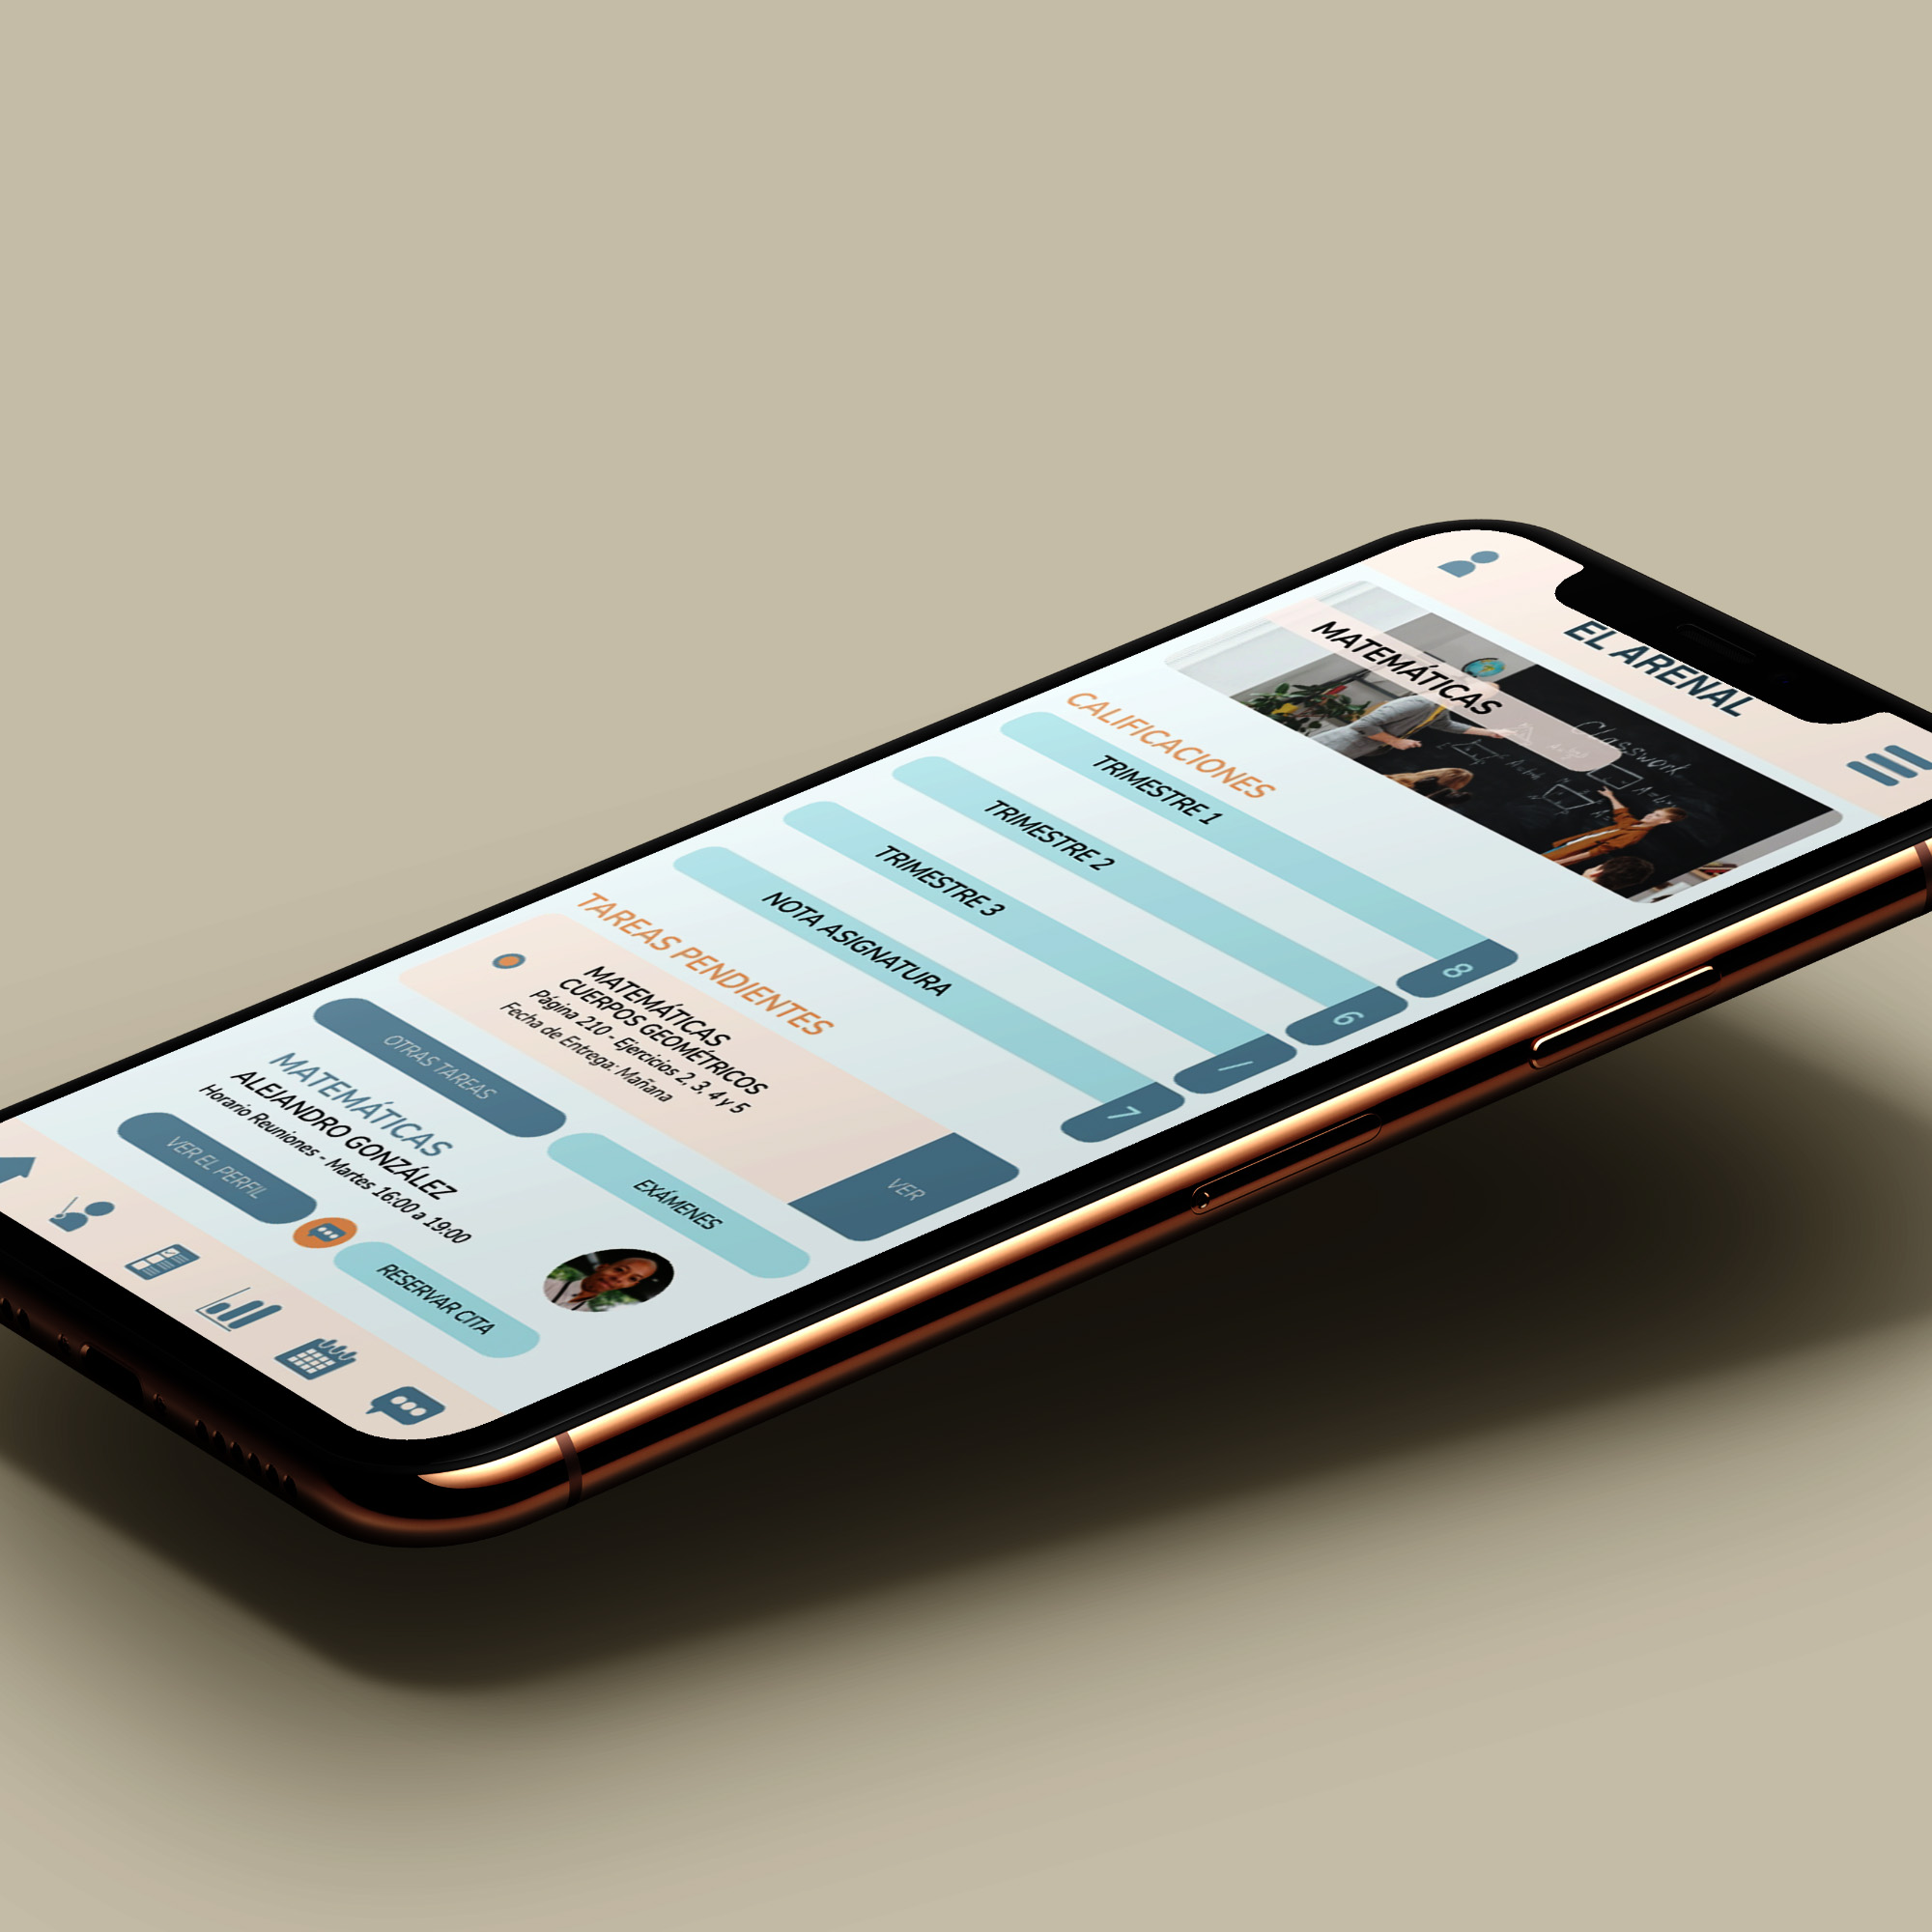 EL ARENAL
MATEMÁTICAS
Classwork
CALIFICACIONES
TRIMESTRE 1
8
TRIMESTRE 2
6
TRIMESTRE 3
/
NOTA ASIGNATURA
7
TAREAS PENDIENTES
MATEMÁTICAS
CUERPOS GEOMÉTRICOS
Página 210 - Ejercicios 2, 3, 4 y 5
Fecha de Entrega: Mañana
VER
OTRAS TAREAS
EXÁMENES
MATEMÁTICAS
ALEJANDRO GONZÁLEZ
Horario Reuniones - Martes 16:00 a 19:00
VER EL PERFIL
RESERVAR CITA